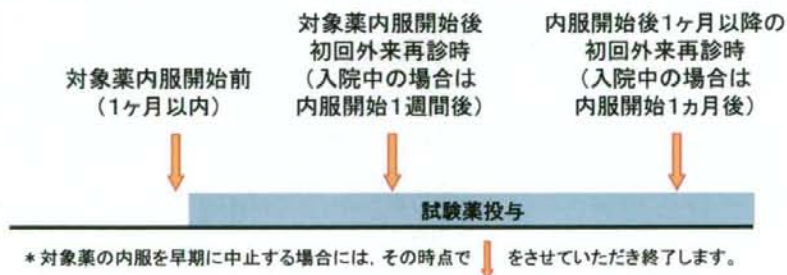 対象薬内服開始前
（1ヶ月以内）
対象薬内服開始後
初回外来再診時
（入院中の場合は
内服開始1週間後）
内服開始後1ヶ月以降の
初回外来再診時
（入院中の場合は
内服開始1ヵ月後）
試験薬投与
＊対象薬の内服を早期に中止する場合には，その時点で をさせていただき終了します。